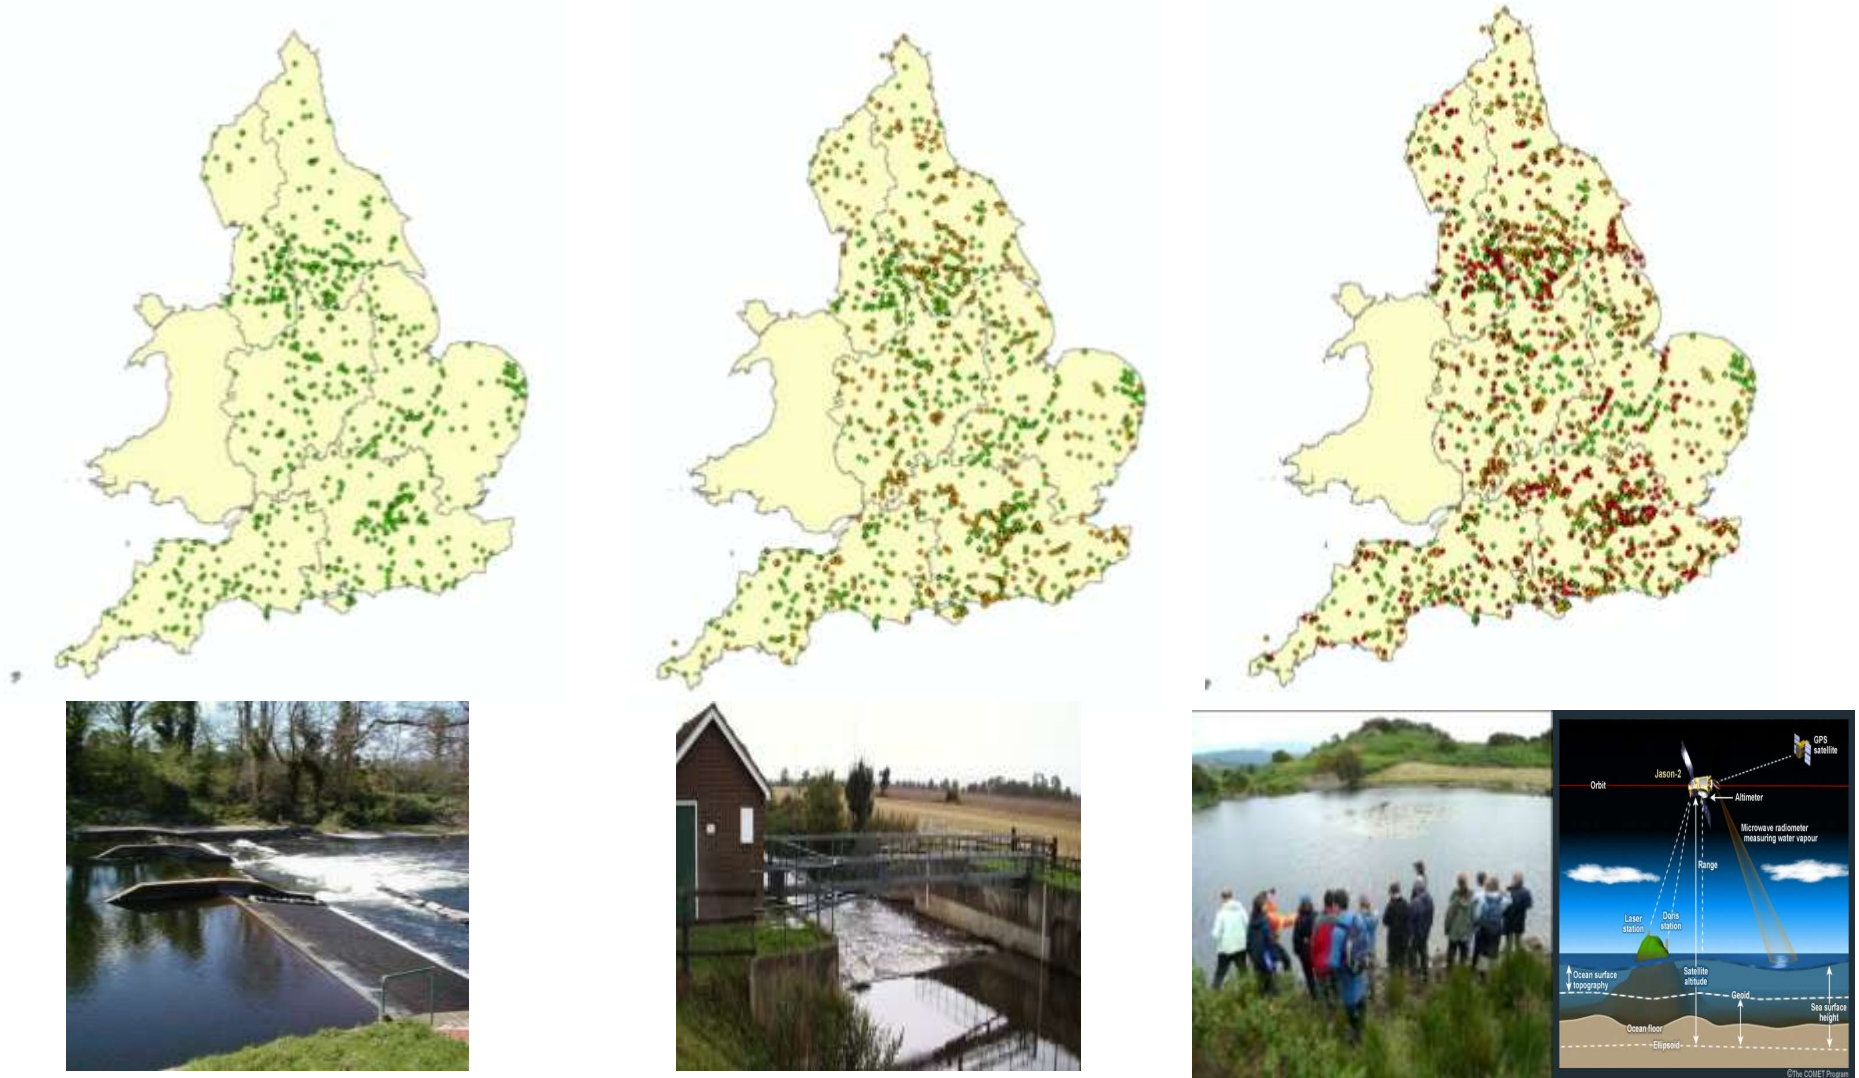 GPS
satellite
Jason-2
Orbit
Altimeter
Microwave radiometer
measuring water vapour
Range
Laser
station
Doris
station
Satellite
altitude
Ocean surface
topography
Geoid
Sea surface
height
Ocean floor
Ellipsoid
©The COMET Program